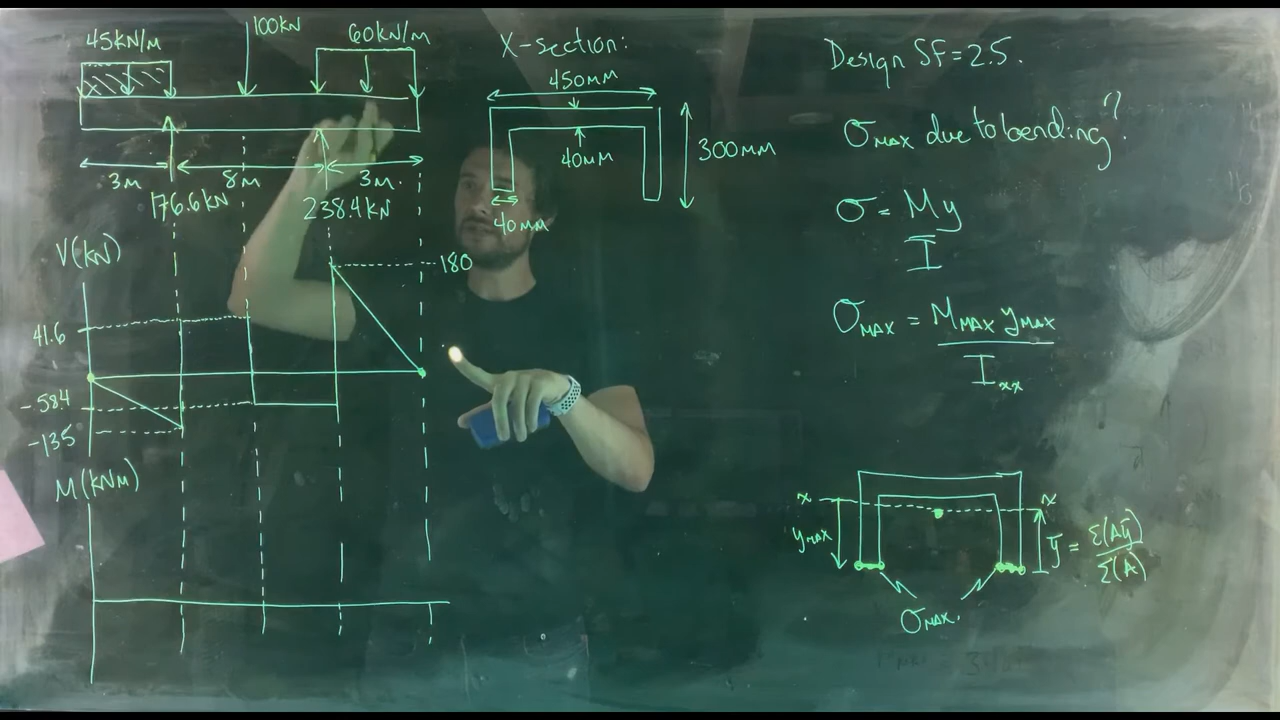 45kN/m
100kN
60kN/m
3m
8m
3m.
176.6kN
238.4kN
V(kN)
180
41.6
-58.4
-135
M(kNm)
X-section:
450mm
40mm
300mm
40mm
Design SF=2.5.
σmax due to bending?
σ = My
I
σmax = Mmax ymax
Ixx
x
x
ymax
ȳ = Σ(Aȳ)
Σ(A)
σmax.